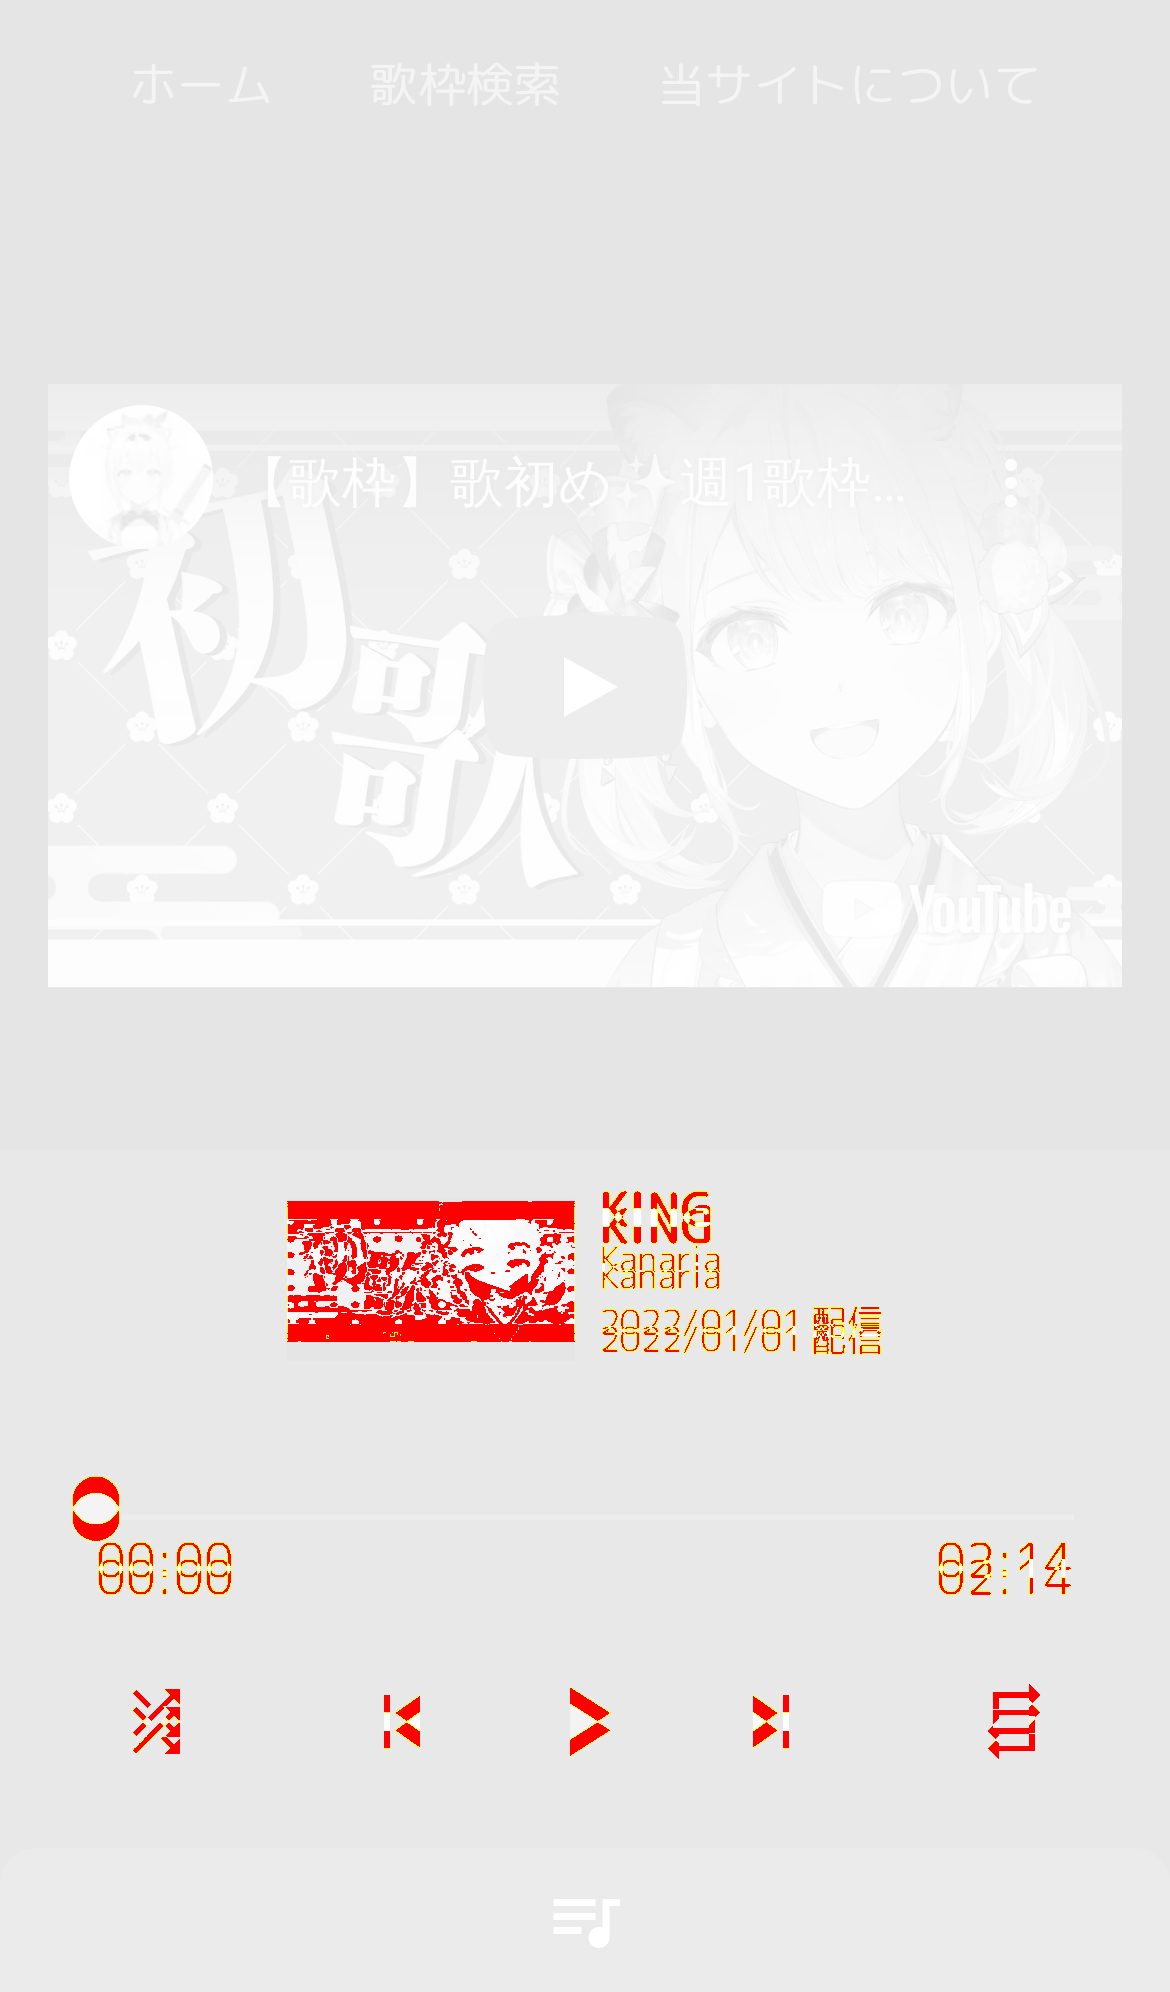 ホーム 歌枠検索 当サイトについて
【歌枠】歌初め✨週1歌枠...
初歌
YouTube
KING
Kanaria
2022/01/01 配信
00:00 02:14